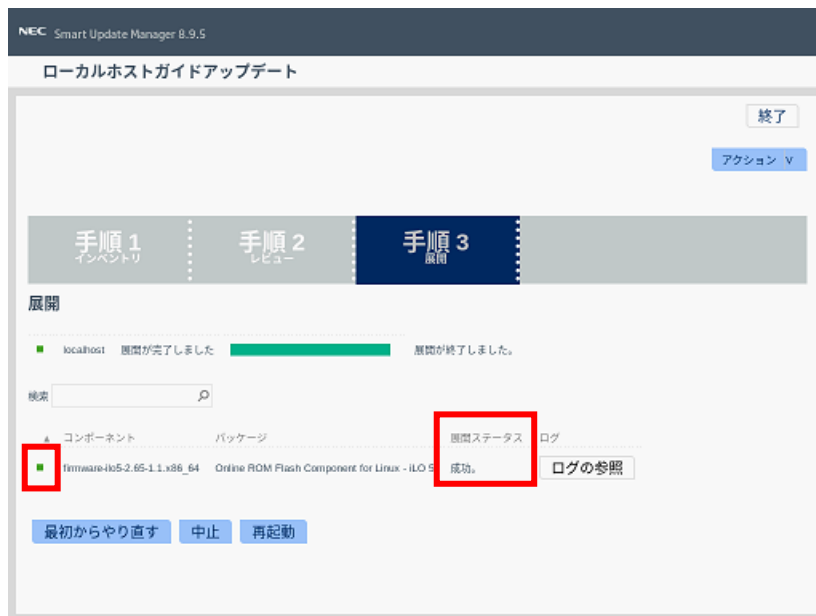 NEC Smart Update Manager 8.9.5
ローカルホストガイドアップデート
終了
アクション ∨
手順 1
インベントリ
手順 2
レビュー
手順 3
展開
展開
localhost 展開が完了しました 展開が終了しました。
検索
▲ コンポーネント パッケージ 展開ステータス ログ
firmware-ilo5-2.65-1.1.x86_64 Online ROM Flash Component for Linux - iLO 5 成功。 ログの参照
最初からやり直す 中止 再起動